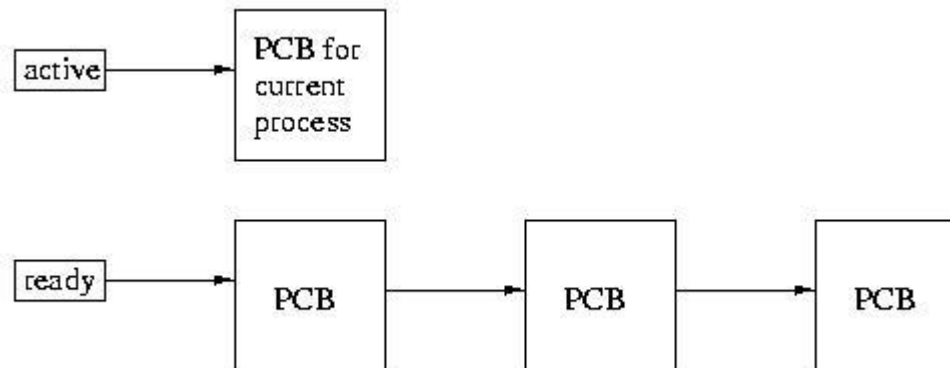 active
PCB for
current
process
ready
PCB
PCB
PCB